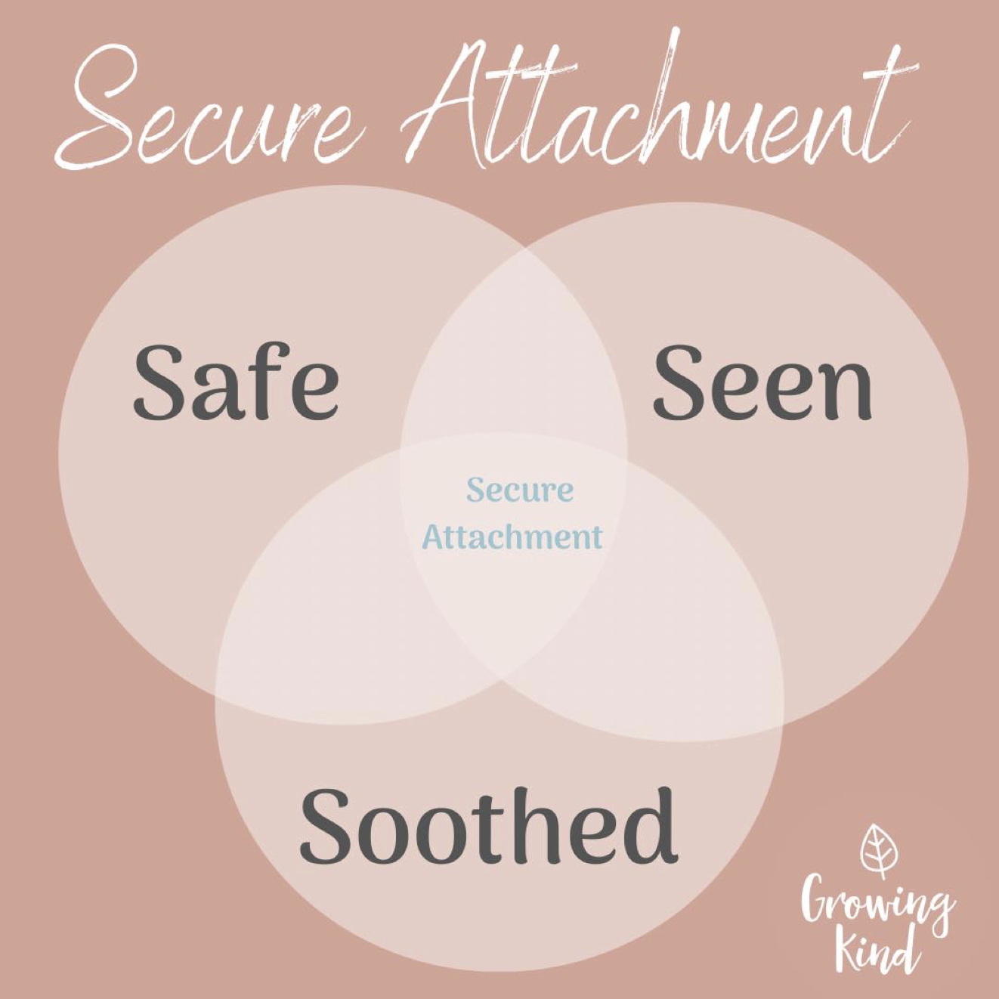 Secure Attachment
Safe
Seen
Secure
Attachment
Soothed
Growing
Kind